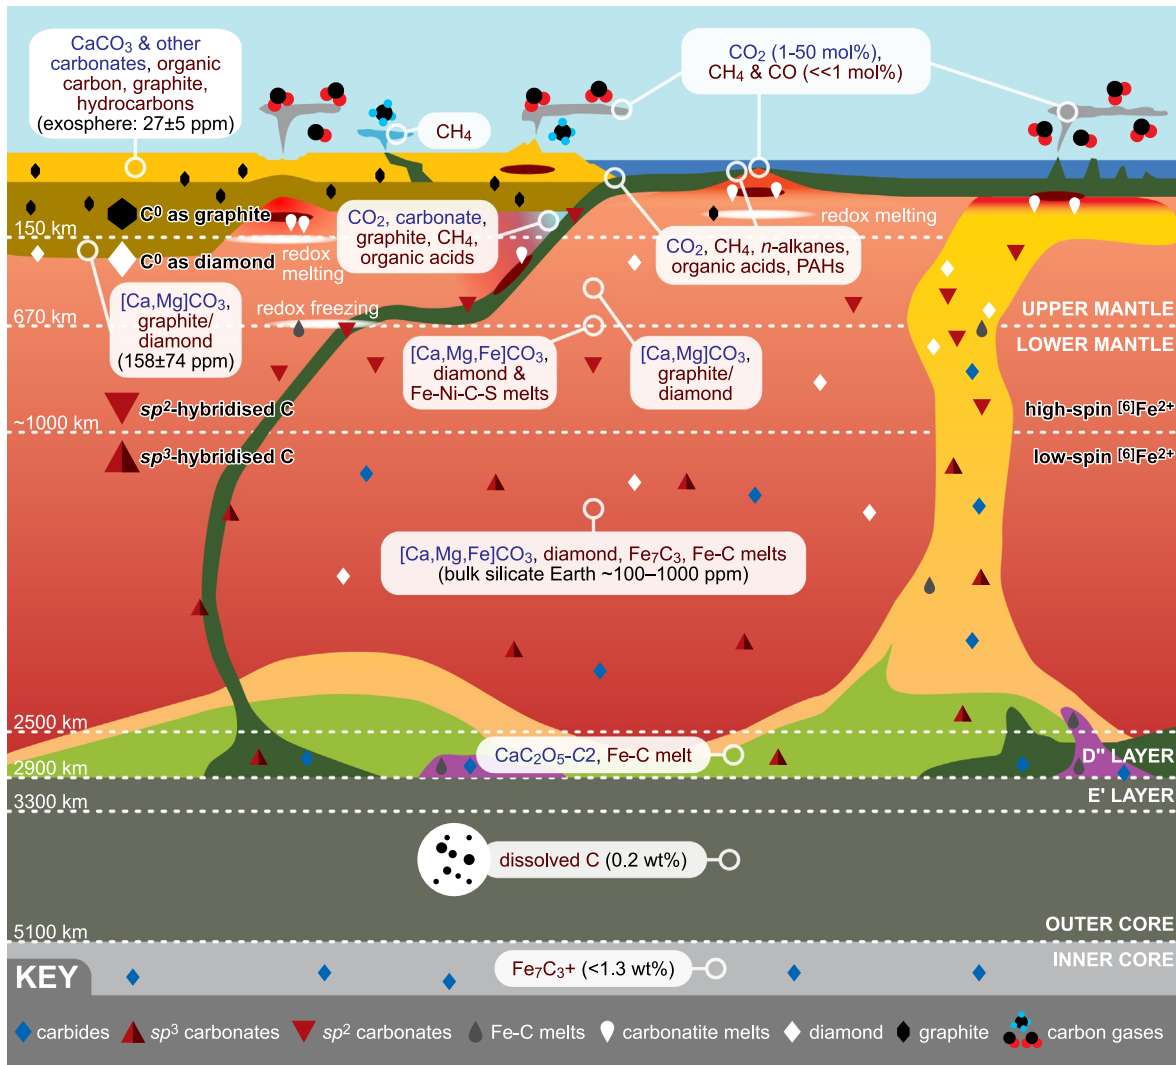 CaCO₃ & other
carbonates, organic
carbon, graphite,
hydrocarbons
(exosphere: 27±5 ppm)
CO₂ (1-50 mol%),
CH₄ & CO (<<1 mol%)
CH₄
C⁰ as graphite
150 km
C⁰ as diamond
redox
melting
CO₂, carbonate,
graphite, CH₄,
organic acids
redox melting
CO₂, CH₄, n-alkanes,
organic acids, PAHs
[Ca,Mg]CO₃,
graphite/
diamond
(158±74 ppm)
redox freezing
670 km
UPPER MANTLE
LOWER MANTLE
[Ca,Mg,Fe]CO₃,
diamond &
Fe-Ni-C-S melts
[Ca,Mg]CO₃,
graphite/
diamond
sp²-hybridised C
high-spin [6]Fe²⁺
~1000 km
sp³-hybridised C
low-spin [6]Fe²⁺
[Ca,Mg,Fe]CO₃, diamond, Fe₇C₃, Fe-C melts
(bulk silicate Earth ~100–1000 ppm)
2500 km
CaC₂O₅-C2, Fe-C melt
D" LAYER
2900 km
E' LAYER
3300 km
dissolved C (0.2 wt%)
OUTER CORE
5100 km
INNER CORE
Fe₇C₃+ (<1.3 wt%)
KEY
carbides
sp³ carbonates
sp² carbonates
Fe-C melts
carbonatite melts
diamond
graphite
carbon gases